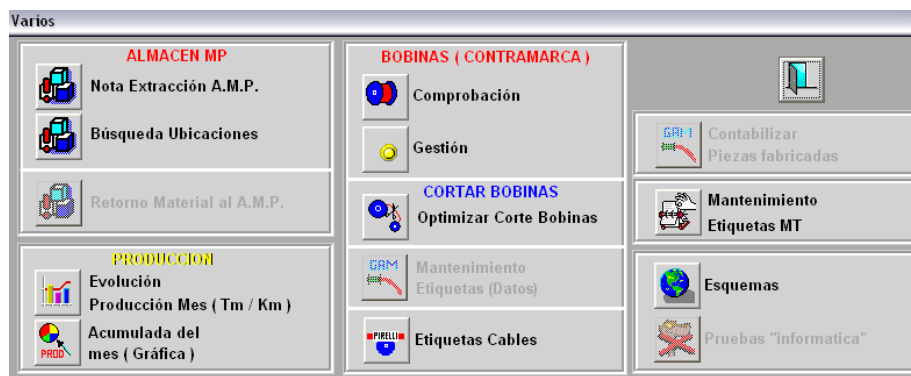 Varios
ALMACEN MP
Nota Extracción A.M.P.
Búsqueda Ubicaciones
Retorno Material al A.M.P.
PRODUCCION
Evolución
Producción Mes ( Tm / Km )
PROD
Acumulada del
mes ( Gráfica )
BOBINAS ( CONTRAMARCA )
Comprobación
Gestión
CORTAR BOBINAS
Optimizar Corte Bobinas
GAM
Mantenimiento
Etiquetas (Datos)
PIRELLI
Etiquetas Cables
GAM
Contabilizar
Piezas fabricadas
Mantenimiento
Etiquetas MT
Esquemas
Pruebas "informatica"